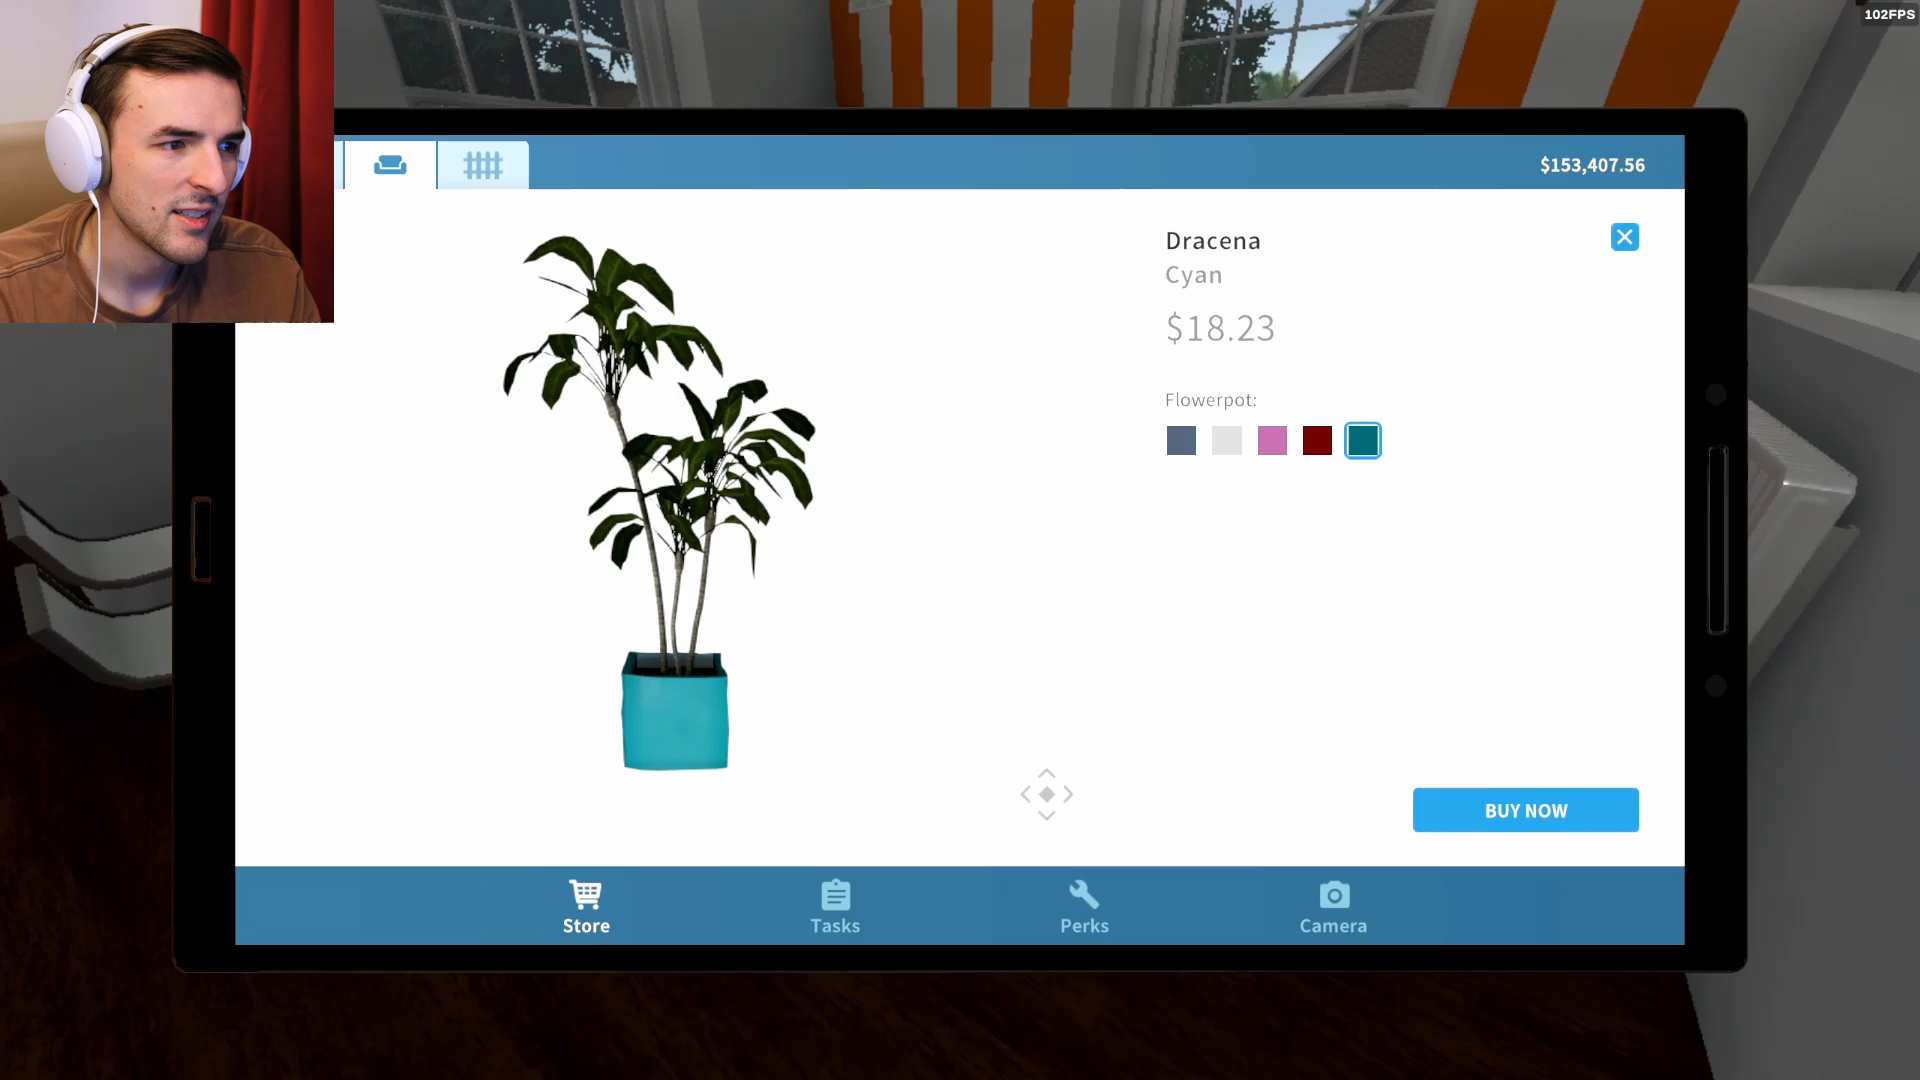 102FPS
$153,407.56
Dracena
Cyan
$18.23
Flowerpot:
BUY NOW
Store
Tasks
Perks
Camera